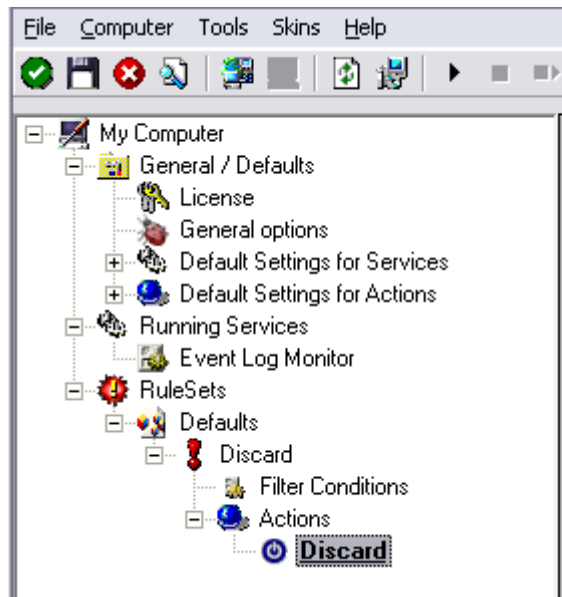 File Computer Tools Skins Help
My Computer
General / Defaults
License
General options
Default Settings for Services
Default Settings for Actions
Running Services
Event Log Monitor
RuleSets
Defaults
Discard
Filter Conditions
Actions
Discard